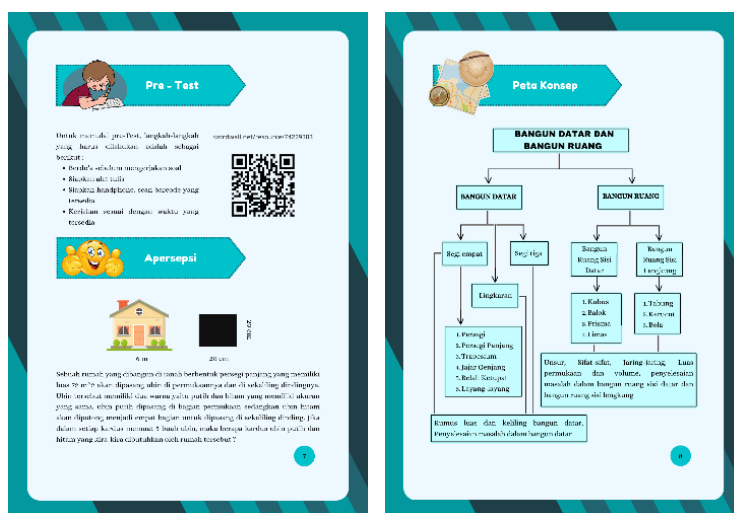 Pre - Test
Untuk memulai pre-Test, langkah-langkah
yang harus dilakukan adalah sebagai
berikut :
Berdo'a sebelum mengerjakan soal
Siapkan alat tulis
Siapkan handphone, scan barcode yang
tersedia
Kerjakan sesuai dengan waktu yang
tersedia
wordwall.net/resource/
Apersepsi
6 m
20 cm
20 cm
Sebuah rumah yang dibangun di tanah berbentuk persegi panjang yang memiliki
luas 72 m^2 akan dipasang ubin di permukaannya dan di sekeliling dindingnya.
Ubin tersebut memiliki dua warna yaitu putih dan hitam yang memiliki ukuran
yang sama, ubin putih dipasang di bagian permukaan sedangkan ubin hitam
akan dipotong menjadi empat bagian untuk dipasang di sekeliling dinding. Jika
dalam setiap kardus memuat 5 buah ubin, maka berapa kardus ubin putih dan
hitam yang kira-kira dibutuhkan oleh rumah tersebut ?
7
Peta Konsep
BANGUN DATAR DAN
BANGUN RUANG
BANGUN DATAR
BANGUN RUANG
Segi empat
Segi tiga
Lingkaran
Bangun
Ruang Sisi
Datar
Bangun
Ruang Sisi
Lengkung
1. Persegi
2. Persegi Panjang
3. Trapesium
4. Jajar Genjang
5. Belah Ketupat
6. Layang-layang
1. Kubus
2. Balok
3. Prisma
4. Limas
1. Tabung
2. Kerucut
3. Bola
Unsur, Sifat-sifat, Jaring-jaring, Luas
permukaan dan volume, penyelesaian
masalah dalam bangun ruang sisi datar dan
bangun ruang sisi lengkung
Rumus luas dan keliling bangun datar,
Penyelesaian masalah dalam bangun datar
8